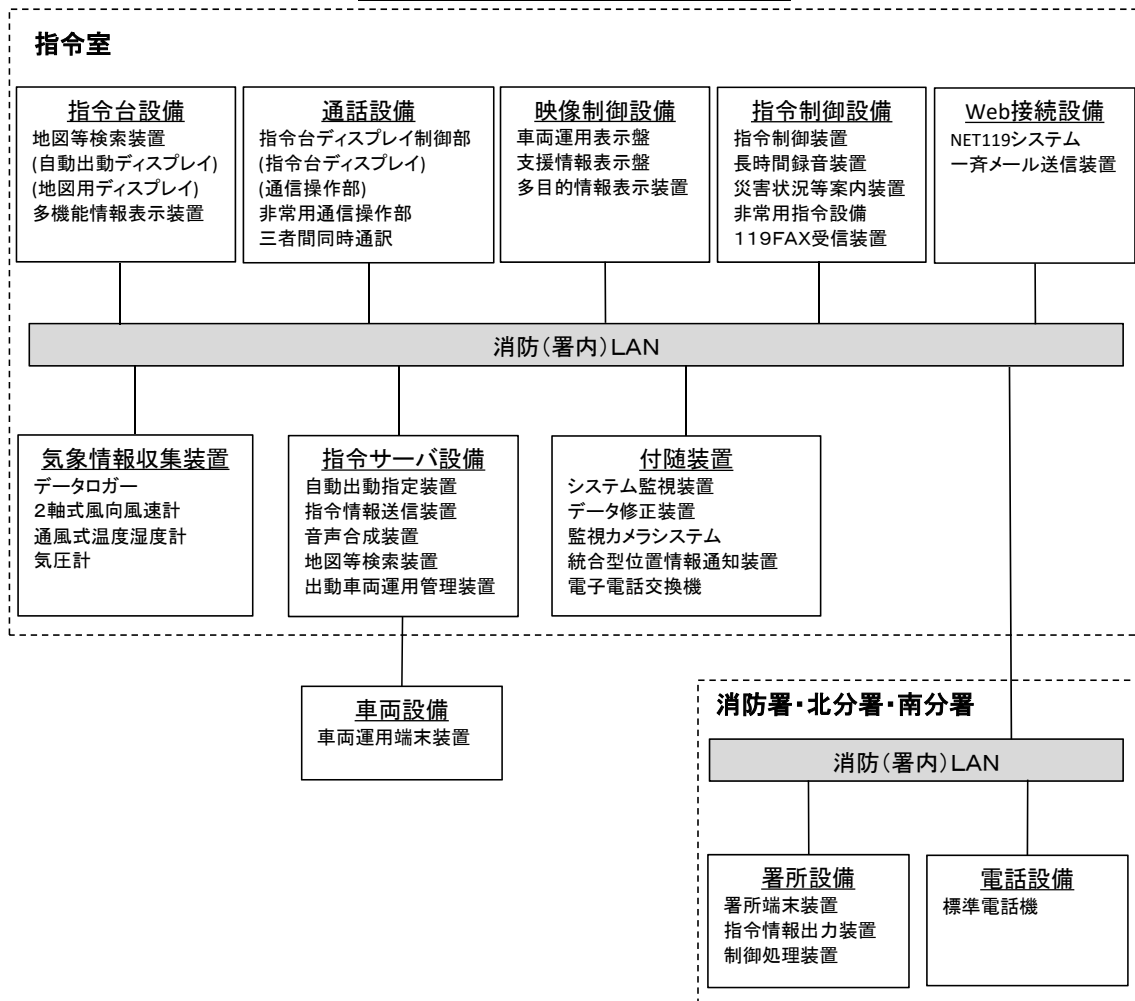 指令室
指令台設備
地図等検索装置
(自動出動ディスプレイ)
(地図用ディスプレイ)
多機能情報表示装置
通話設備
指令台ディスプレイ制御部
(指令台ディスプレイ)
(通信操作部)
非常用通信操作部
三者間同時通訳
映像制御設備
車両運用表示盤
支援情報表示盤
多目的情報表示装置
指令制御設備
指令制御装置
長時間録音装置
災害状況等案内装置
非常用指令設備
119FAX受信装置
Web接続設備
NET119システム
一斉メール送信装置
消防(署内)LAN
気象情報収集装置
データロガー
2軸式風向風速計
通風式温度湿度計
気圧計
指令サーバ設備
自動出動指定装置
指令情報送信装置
音声合成装置
地図等検索装置
出動車両運用管理装置
付随装置
システム監視装置
データ修正装置
監視カメラシステム
統合型位置情報通知装置
電子電話交換機
車両設備
車両運用端末装置
消防署・北分署・南分署
消防(署内)LAN
署所設備
署所端末装置
指令情報出力装置
制御処理装置
電話設備
標準電話機